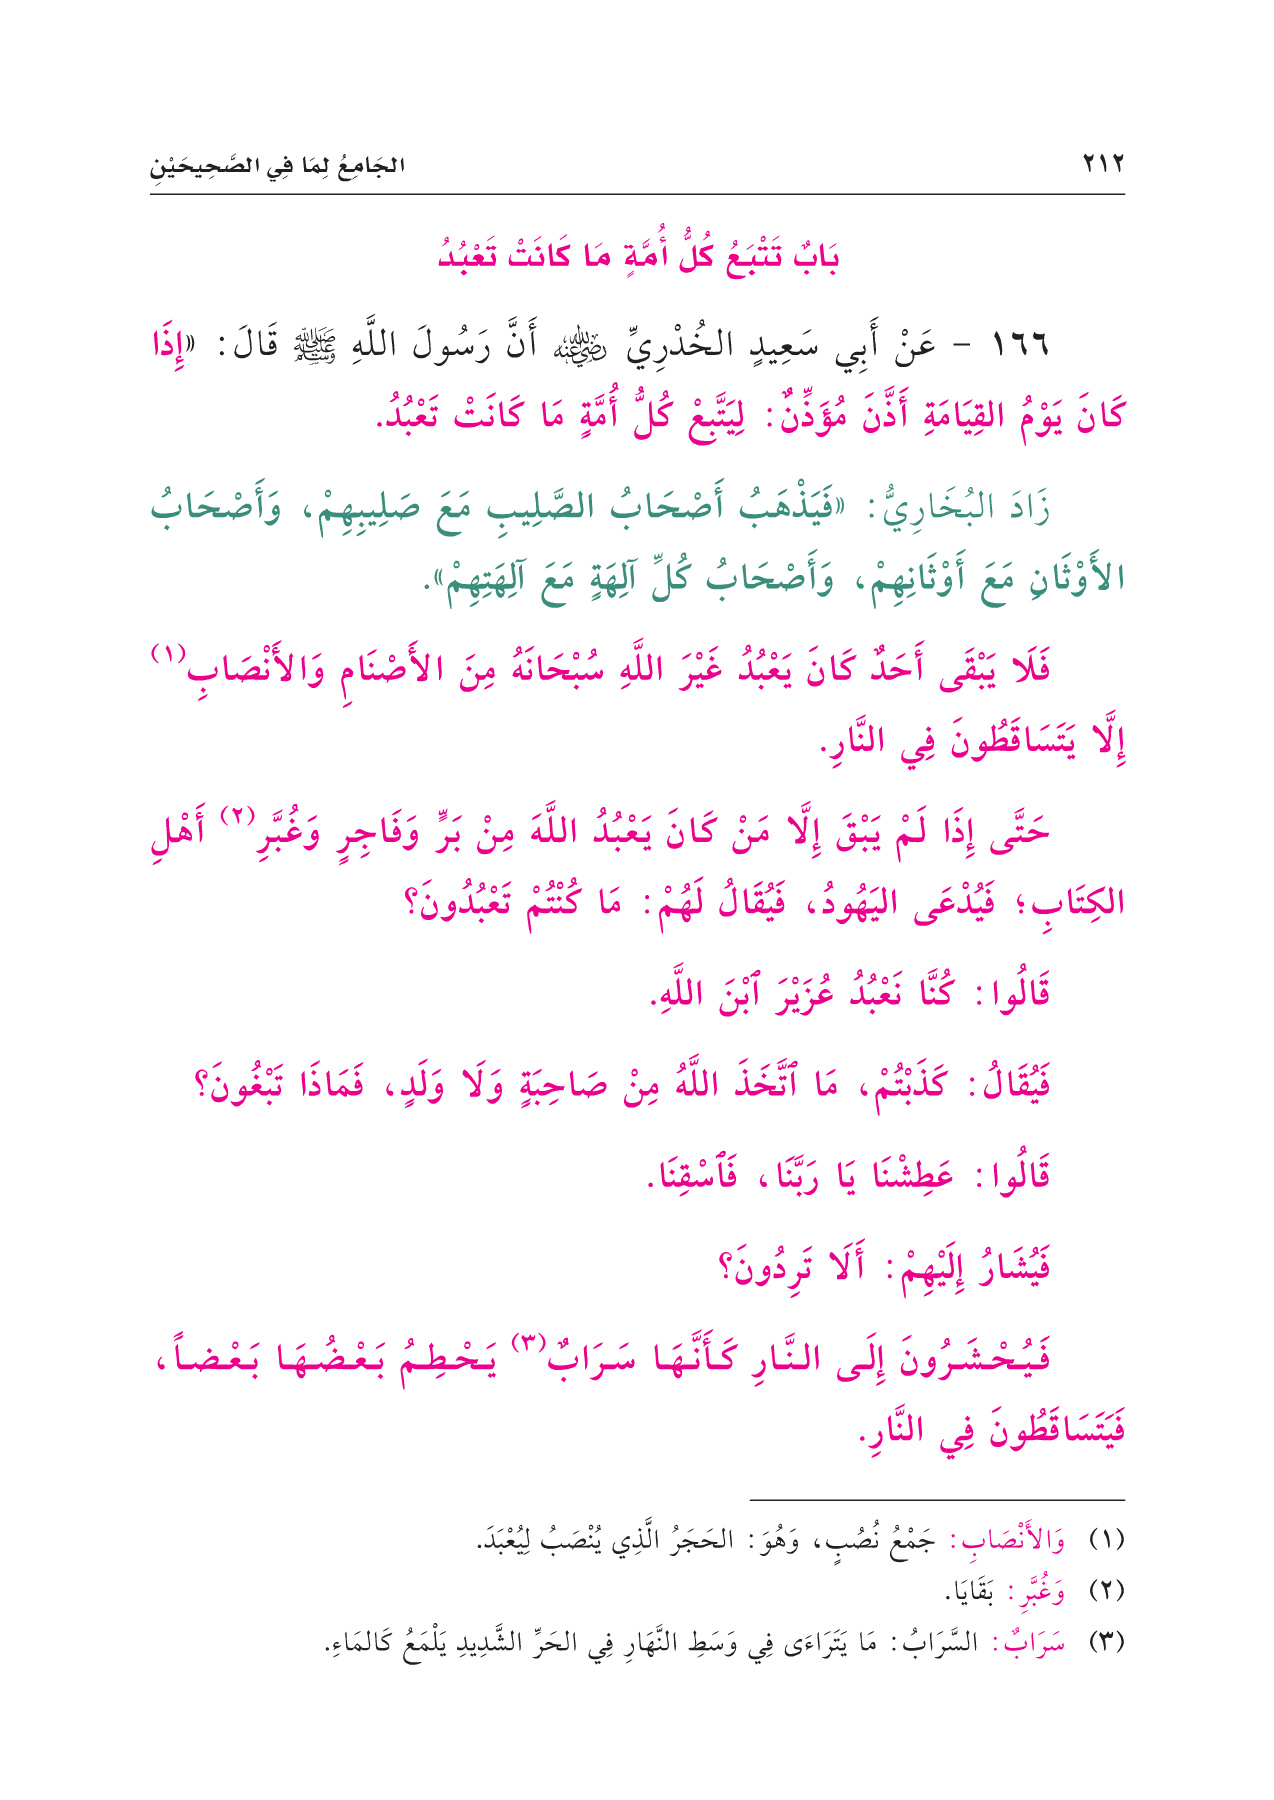 ٢١٢ الجَامِعُ لِمَا فِي الصَّحِيحَيْنِ
بَابٌ تَتْبَعُ كُلُّ أُمَّةٍ مَا كَانَتْ تَعْبُدُ
١٦٦ - عَنْ أَبِي سَعِيدٍ الخُدْرِيِّ رضي الله عنه أَنَّ رَسُولَ اللَّهِ ﷺ قَالَ: «إِذَا
كَانَ يَوْمُ القِيَامَةِ أَذَّنَ مُؤَذِّنٌ: لِيَتَّبِعْ كُلُّ أُمَّةٍ مَا كَانَتْ تَعْبُدُ.
زَادَ البُخَارِيُّ: «فَيَذْهَبُ أَصْحَابُ الصَّلِيبِ مَعَ صَلِيبِهِمْ، وَأَصْحَابُ
الأَوْثَانِ مَعَ أَوْثَانِهِمْ، وَأَصْحَابُ كُلِّ آلِهَةٍ مَعَ آلِهَتِهِمْ».
فَلَا يَبْقَى أَحَدٌ كَانَ يَعْبُدُ غَيْرَ اللَّهِ سُبْحَانَهُ مِنَ الأَصْنَامِ وَالأَنْصَابِ(١)
إِلَّا يَتَسَاقَطُونَ فِي النَّارِ.
حَتَّى إِذَا لَمْ يَبْقَ إِلَّا مَنْ كَانَ يَعْبُدُ اللَّهَ مِنْ بَرٍّ وَفَاجِرٍ وَغُبَّرِ(٢) أَهْلِ
الكِتَابِ؛ فَيُدْعَى اليَهُودُ، فَيُقَالُ لَهُمْ: مَا كُنْتُمْ تَعْبُدُونَ؟
قَالُوا: كُنَّا نَعْبُدُ عُزَيْرَ ٱبْنَ اللَّهِ.
فَيُقَالُ: كَذَبْتُمْ، مَا ٱتَّخَذَ اللَّهُ مِنْ صَاحِبَةٍ وَلَا وَلَدٍ، فَمَاذَا تَبْغُونَ؟
قَالُوا: عَطِشْنَا يَا رَبَّنَا، فَٱسْقِنَا.
فَيُشَارُ إِلَيْهِمْ: أَلَا تَرِدُونَ؟
فَيُحْشَرُونَ إِلَى النَّارِ كَأَنَّهَا سَرَابٌ(٣) يَحْطِمُ بَعْضُهَا بَعْضاً،
فَيَتَسَاقَطُونَ فِي النَّارِ.
(١) وَالأَنْصَابِ: جَمْعُ نُصُبٍ، وَهُوَ: الحَجَرُ الَّذِي يُنْصَبُ لِيُعْبَدَ.
(٢) وَغُبَّرِ: بَقَايَا.
(٣) سَرَابٌ: السَّرَابُ: مَا يَتَرَاءَى فِي وَسَطِ النَّهَارِ فِي الحَرِّ الشَّدِيدِ يَلْمَعُ كَالمَاءِ.